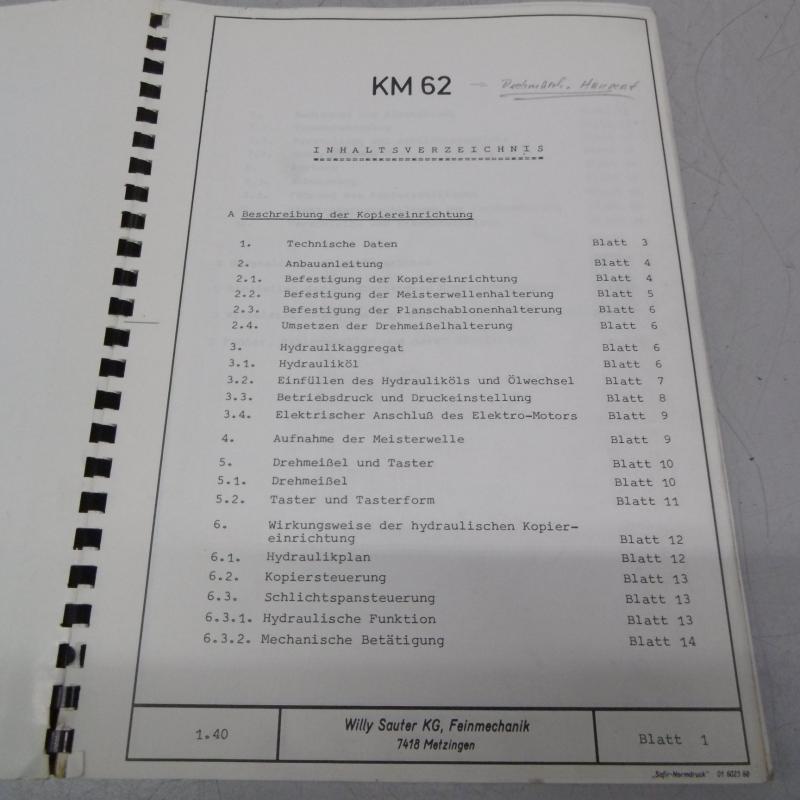 KM 62
INHALTSVERZEICHNIS
A Beschreibung der Kopiereinrichtung
1. Technische Daten Blatt 3
2. Anbauanleitung Blatt 4
2.1. Befestigung der Kopiereinrichtung Blatt 4
2.2. Befestigung der Meisterwellenhalterung Blatt 5
2.3. Befestigung der Planschablonenhalterung Blatt 6
2.4. Umsetzen der Drehmeißelhalterung Blatt 6
3. Hydraulikaggregat Blatt 6
3.1. Hydrauliköl Blatt 6
3.2. Einfüllen des Hydrauliköls und Ölwechsel Blatt 7
3.3. Betriebsdruck und Druckeinstellung Blatt 8
3.4. Elektrischer Anschluß des Elektro-Motors Blatt 9
4. Aufnahme der Meisterwelle Blatt 9
5. Drehmeißel und Taster Blatt 10
5.1. Drehmeißel Blatt 10
5.2. Taster und Tasterform Blatt 11
6. Wirkungsweise der hydraulischen Kopier-
einrichtung Blatt 12
6.1. Hydraulikplan Blatt 12
6.2. Kopiersteuerung Blatt 13
6.3. Schlichtspansteuerung Blatt 13
6.3.1. Hydraulische Funktion Blatt 13
6.3.2. Mechanische Betätigung Blatt 14
1.40
Willy Sauter KG, Feinmechanik
7418 Metzingen
Blatt 1
"Safir-Normdruck" 01 6023 60